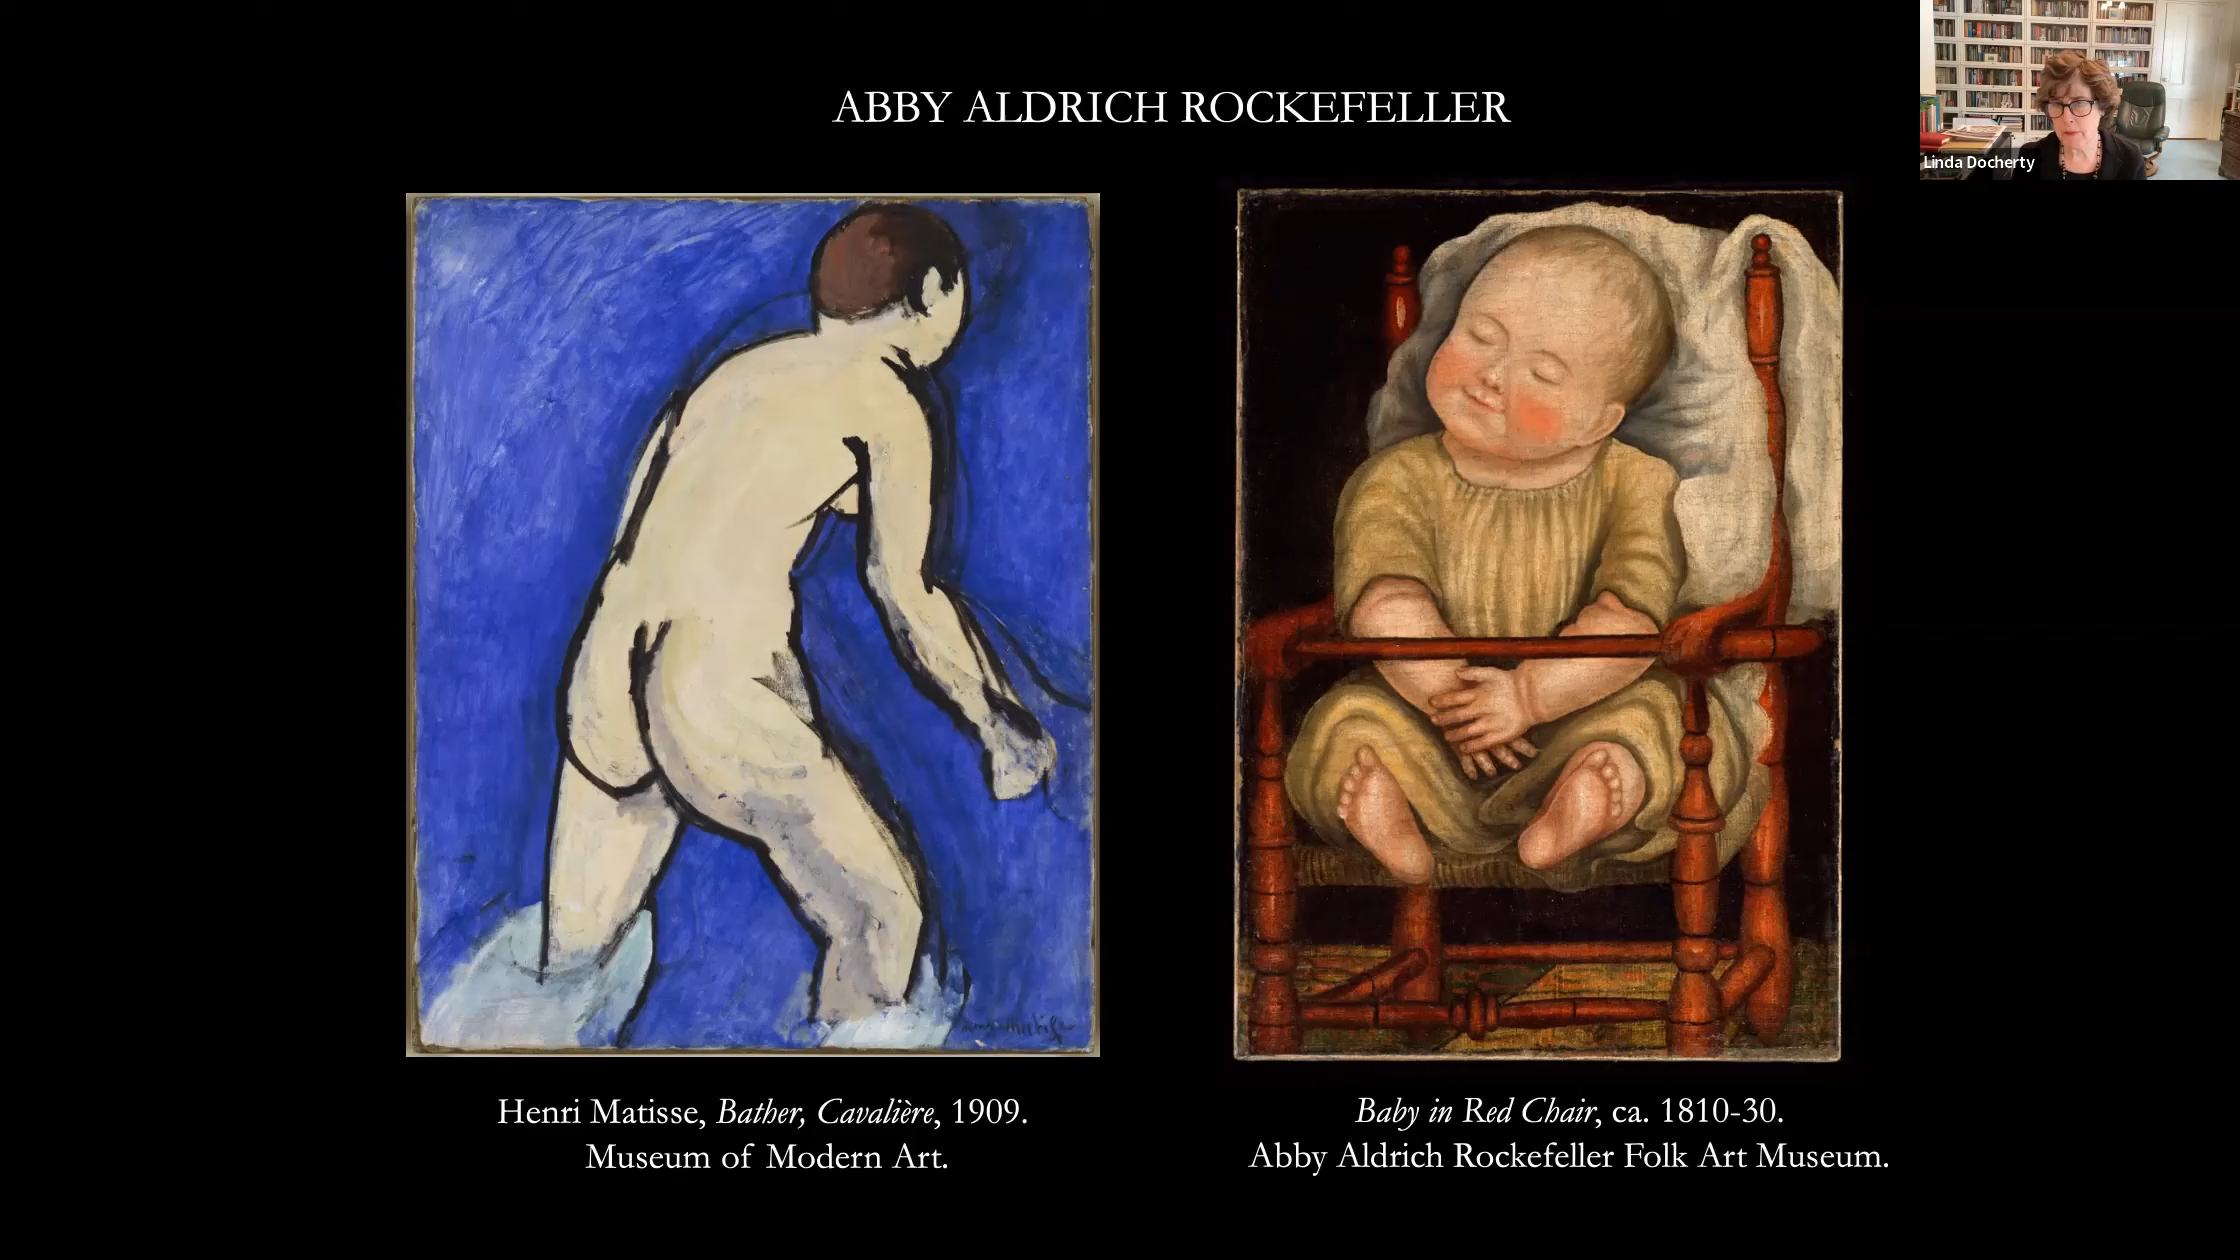 ABBY ALDRICH ROCKEFELLER
Linda Docherty
Henri Matisse, Bather, Cavalière, 1909.
Museum of Modern Art.
Baby in Red Chair, ca. 1810-30.
Abby Aldrich Rockefeller Folk Art Museum.